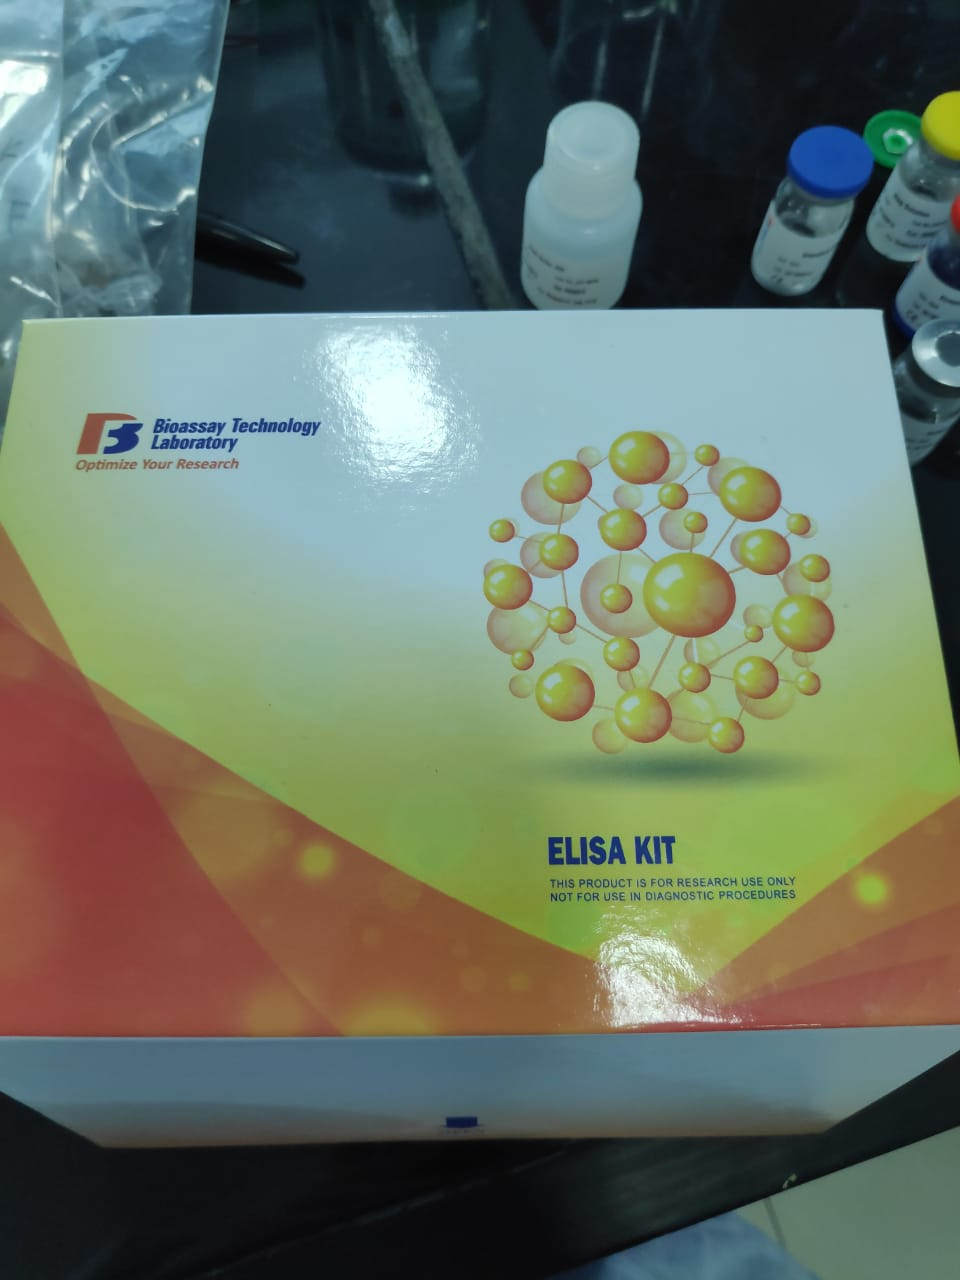 Bioassay Technology
Laboratory
Optimize Your Research
ELISA KIT
THIS PRODUCT IS FOR RESEARCH USE ONLY
NOT FOR USE IN DIAGNOSTIC PROCEDURES